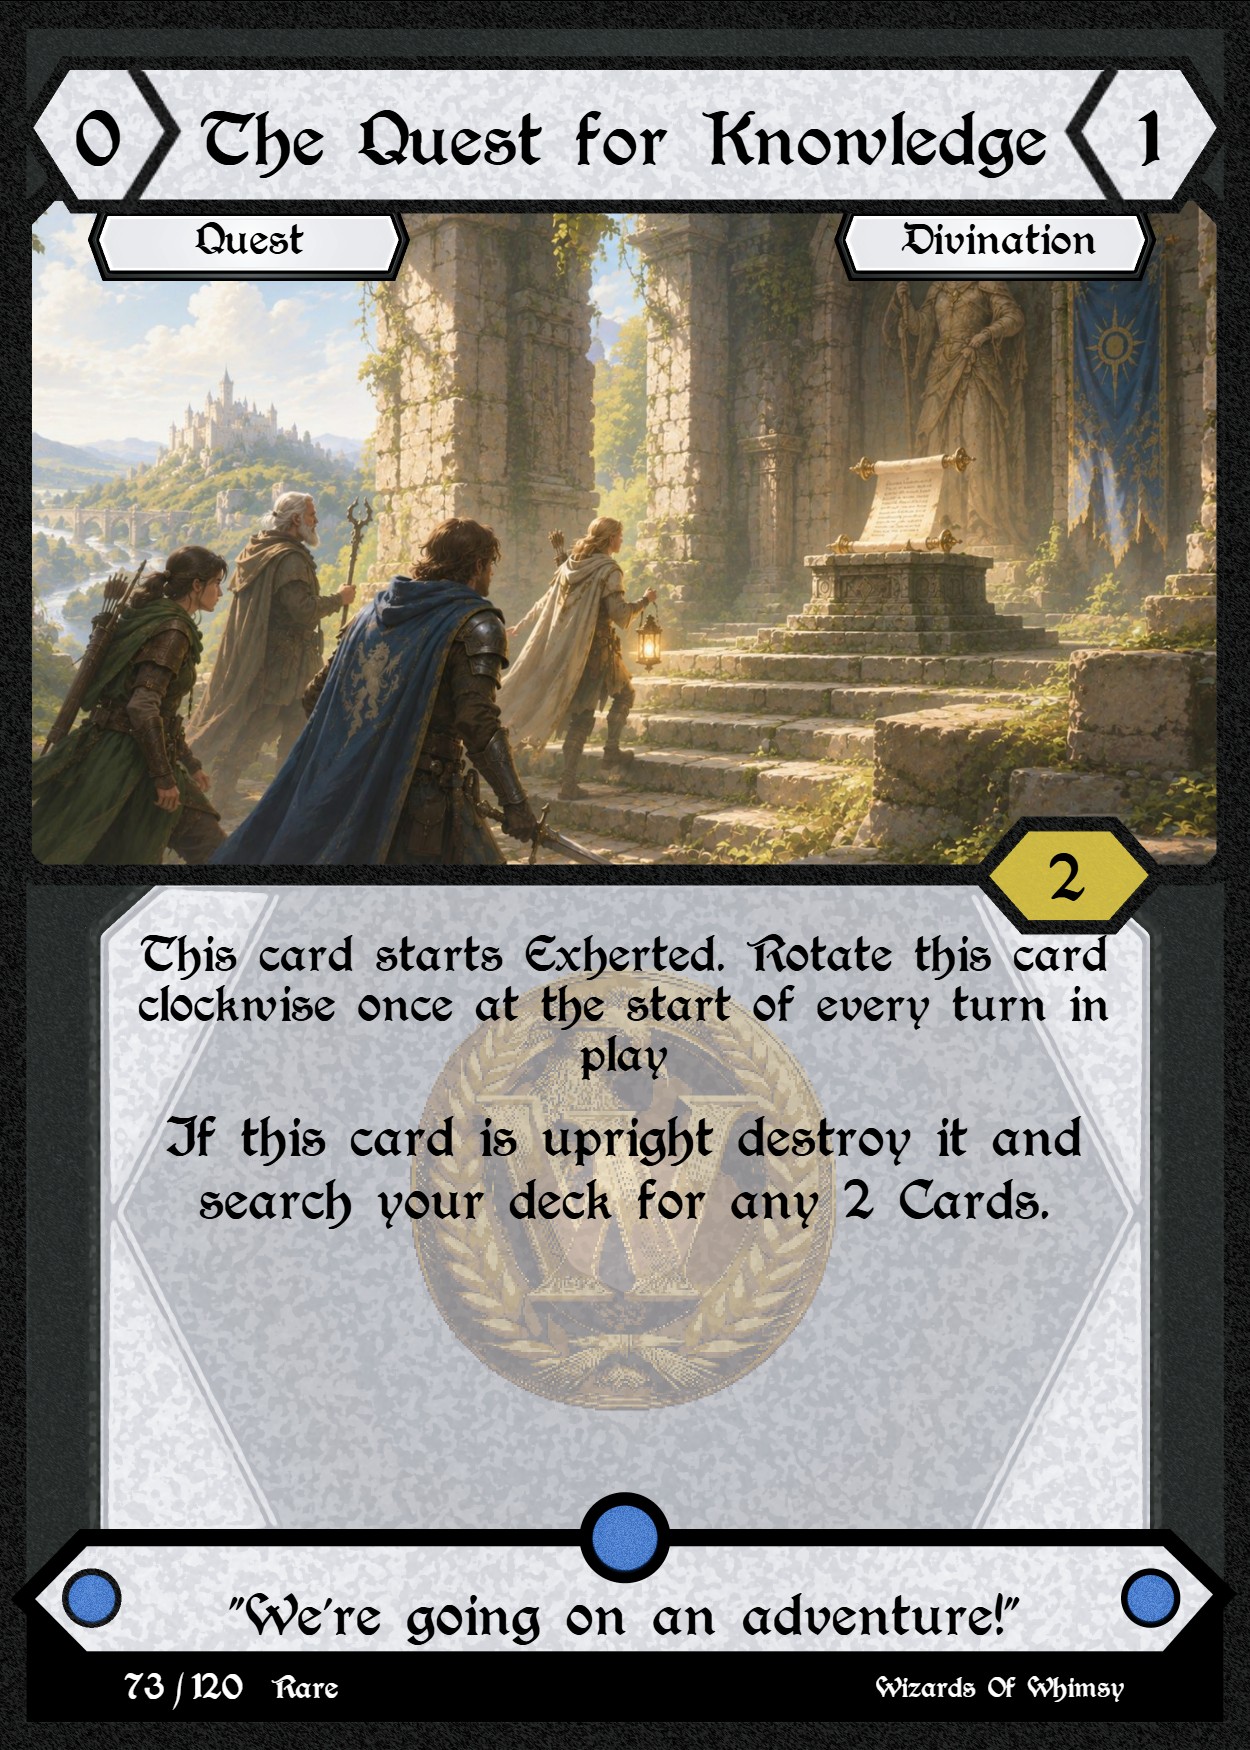 0 The Quest for Knowledge 1
Quest Divination
2
This card starts Exherted. Rotate this card
clockwise once at the start of every turn in
play
If this card is upright destroy it and
search your deck for any 2 Cards.
W
"We're going on an adventure!"
73 / 120 Rare Wizards Of Whimsy